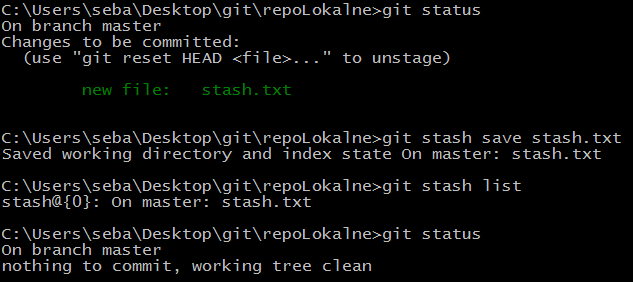 C:\Users\seba\Desktop\git\repoLokalne>git status
On branch master
Changes to be committed:
  (use "git reset HEAD <file>..." to unstage)
        new file:   stash.txt
C:\Users\seba\Desktop\git\repoLokalne>git stash save stash.txt
Saved working directory and index state On master: stash.txt
C:\Users\seba\Desktop\git\repoLokalne>git stash list
stash@{0}: On master: stash.txt
C:\Users\seba\Desktop\git\repoLokalne>git status
On branch master
nothing to commit, working tree clean